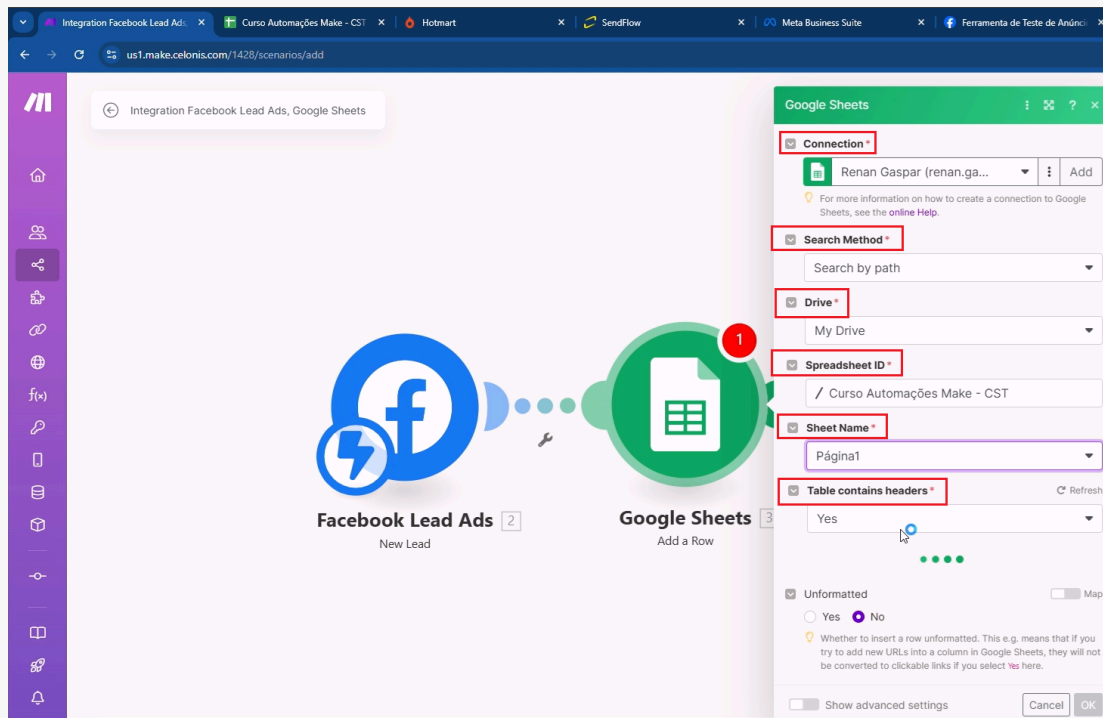 Integration Facebook Lead Ads,
Curso Automações Make - CST
Hotmart
SendFlow
Meta Business Suite
Ferramenta de Teste de Anúnci
us1.make.celonis.com/1428/scenarios/add
Integration Facebook Lead Ads, Google Sheets
Google Sheets
Connection *
Renan Gaspar (renan.ga...
Add
For more information on how to create a connection to Google
Sheets, see the online Help.
Search Method *
Search by path
Drive *
My Drive
1
Spreadsheet ID *
/ Curso Automações Make - CST
f(x)
Sheet Name *
Página1
Table contains headers *
Refresh
Yes
Facebook Lead Ads 2
New Lead
Google Sheets 3
Add a Row
Unformatted
Map
Yes No
Whether to insert a row unformatted. This e.g. means that if you
try to add new URLs into a column in Google Sheets, they will not
be converted to clickable links if you select Yes here.
Show advanced settings
Cancel OK